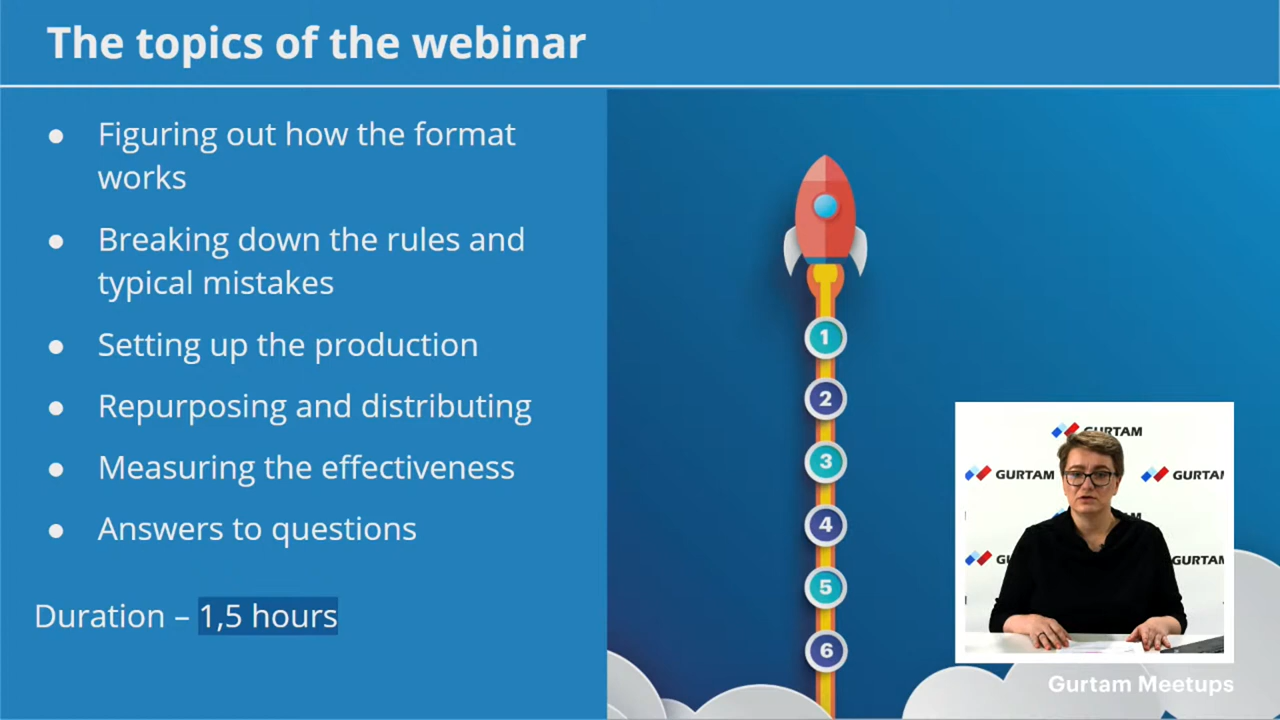 The topics of the webinar
● Figuring out how the format
works
● Breaking down the rules and
typical mistakes
● Setting up the production
● Repurposing and distributing
● Measuring the effectiveness
● Answers to questions
Duration – 1,5 hours
1
2
3
4
5
6
GURTAM
GURTAM
GURTAM
GURTAM
Gurtam Meetups